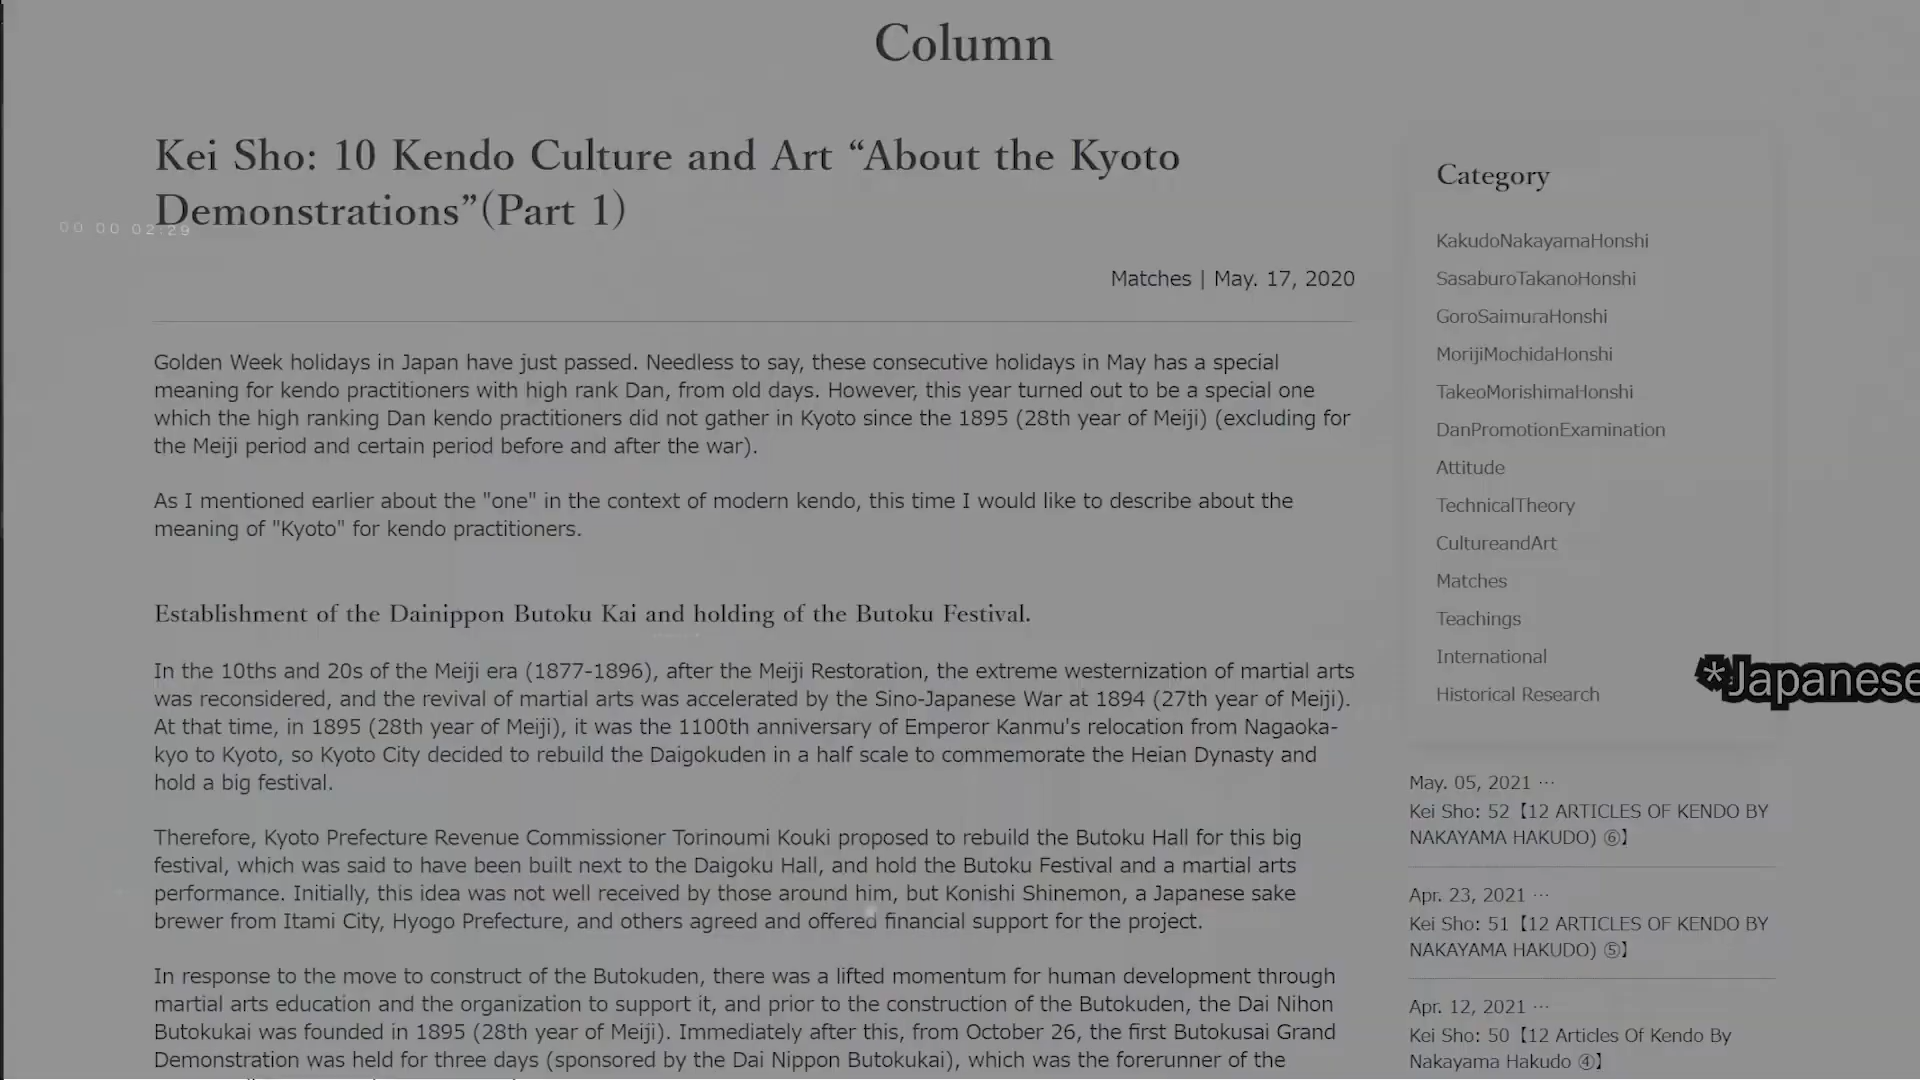 Column
Kei Sho: 10 Kendo Culture and Art “About the Kyoto
Demonstrations”(Part 1)
00 00 02:29
Matches | May. 17, 2020
Golden Week holidays in Japan have just passed. Needless to say, these consecutive holidays in May has a special
meaning for kendo practitioners with high rank Dan, from old days. However, this year turned out to be a special one
which the high ranking Dan kendo practitioners did not gather in Kyoto since the 1895 (28th year of Meiji) (excluding for
the Meiji period and certain period before and after the war).
As I mentioned earlier about the "one" in the context of modern kendo, this time I would like to describe about the
meaning of "Kyoto" for kendo practitioners.
Establishment of the Dainippon Butoku Kai and holding of the Butoku Festival.
In the 10ths and 20s of the Meiji era (1877-1896), after the Meiji Restoration, the extreme westernization of martial arts
was reconsidered, and the revival of martial arts was accelerated by the Sino-Japanese War at 1894 (27th year of Meiji).
At that time, in 1895 (28th year of Meiji), it was the 1100th anniversary of Emperor Kanmu's relocation from Nagaoka-
kyo to Kyoto, so Kyoto City decided to rebuild the Daigokuden in a half scale to commemorate the Heian Dynasty and
hold a big festival.
Therefore, Kyoto Prefecture Revenue Commissioner Torinoumi Kouki proposed to rebuild the Butoku Hall for this big
festival, which was said to have been built next to the Daigoku Hall, and hold the Butoku Festival and a martial arts
performance. Initially, this idea was not well received by those around him, but Konishi Shinemon, a Japanese sake
brewer from Itami City, Hyogo Prefecture, and others agreed and offered financial support for the project.
In response to the move to construct of the Butokuden, there was a lifted momentum for human development through
martial arts education and the organization to support it, and prior to the construction of the Butokuden, the Dai Nihon
Butokukai was founded in 1895 (28th year of Meiji). Immediately after this, from October 26, the first Butokusai Grand
Demonstration was held for three days (sponsored by the Dai Nippon Butokukai), which was the forerunner of the
Category
KakudoNakayamaHonshi
SasaburoTakanoHonshi
GoroSaimuraHonshi
MorijiMochidaHonshi
TakeoMorishimaHonshi
DanPromotionExamination
Attitude
TechnicalTheory
CultureandArt
Matches
Teachings
International
Historical Research
*Japanese
May. 05, 2021 ···
Kei Sho: 52【12 ARTICLES OF KENDO BY
NAKAYAMA HAKUDO) ⑥】
Apr. 23, 2021 ···
Kei Sho: 51【12 ARTICLES OF KENDO BY
NAKAYAMA HAKUDO) ⑤】
Apr. 12, 2021 ···
Kei Sho: 50【12 Articles Of Kendo By
Nakayama Hakudo ④】